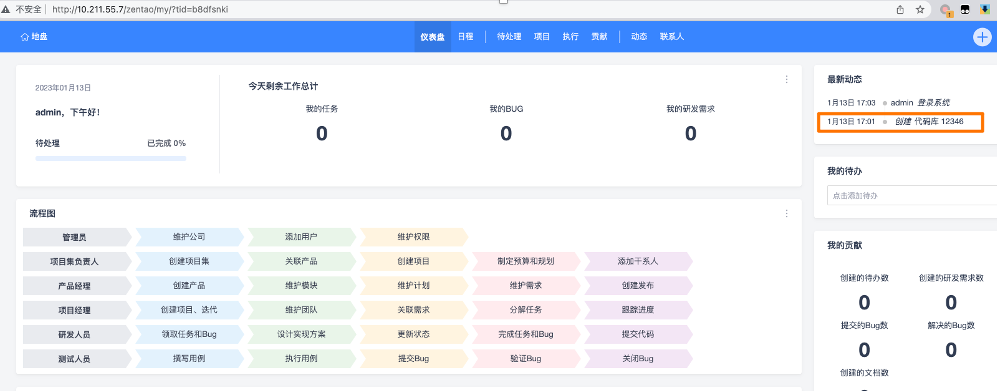 不安全 | http://10.211.55.7/zentao/my/?tid=b8dfsnki
地盘 仪表盘 日程 待处理 项目 执行 贡献 动态 联系人
2023年01月13日
admin，下午好！
待处理 已完成 0%
今天剩余工作总计
我的任务 我的BUG 我的研发需求
0 0 0
最新动态
1月13日 17:03 admin 登录系统
1月13日 17:01 创建 代码库 12346
我的待办
点击添加待办
流程图
管理员 维护公司 添加用户 维护权限
项目集负责人 创建项目集 关联产品 创建项目 制定预算和规划 添加干系人
产品经理 创建产品 维护模块 维护计划 维护需求 创建发布
项目经理 创建项目、迭代 维护团队 关联需求 分解任务 跟踪进度
研发人员 领取任务和Bug 设计实现方案 更新状态 完成任务和Bug 提交代码
测试人员 撰写用例 执行用例 提交Bug 验证Bug 关闭Bug
我的贡献
创建的待办数 创建的研发需求数
0 0
提交的Bug数 解决的Bug数
0 0
创建的文档数